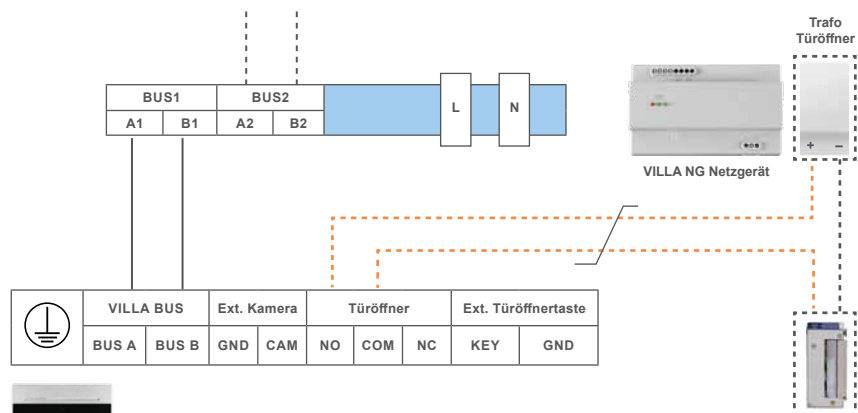 Trafo
Türöffner
BUS1 BUS2
A1 B1 A2 B2
L N
+ –
VILLA NG Netzgerät
VILLA BUS Ext. Kamera Türöffner Ext. Türöffnertaste
BUS A BUS B GND CAM NO COM NC KEY GND